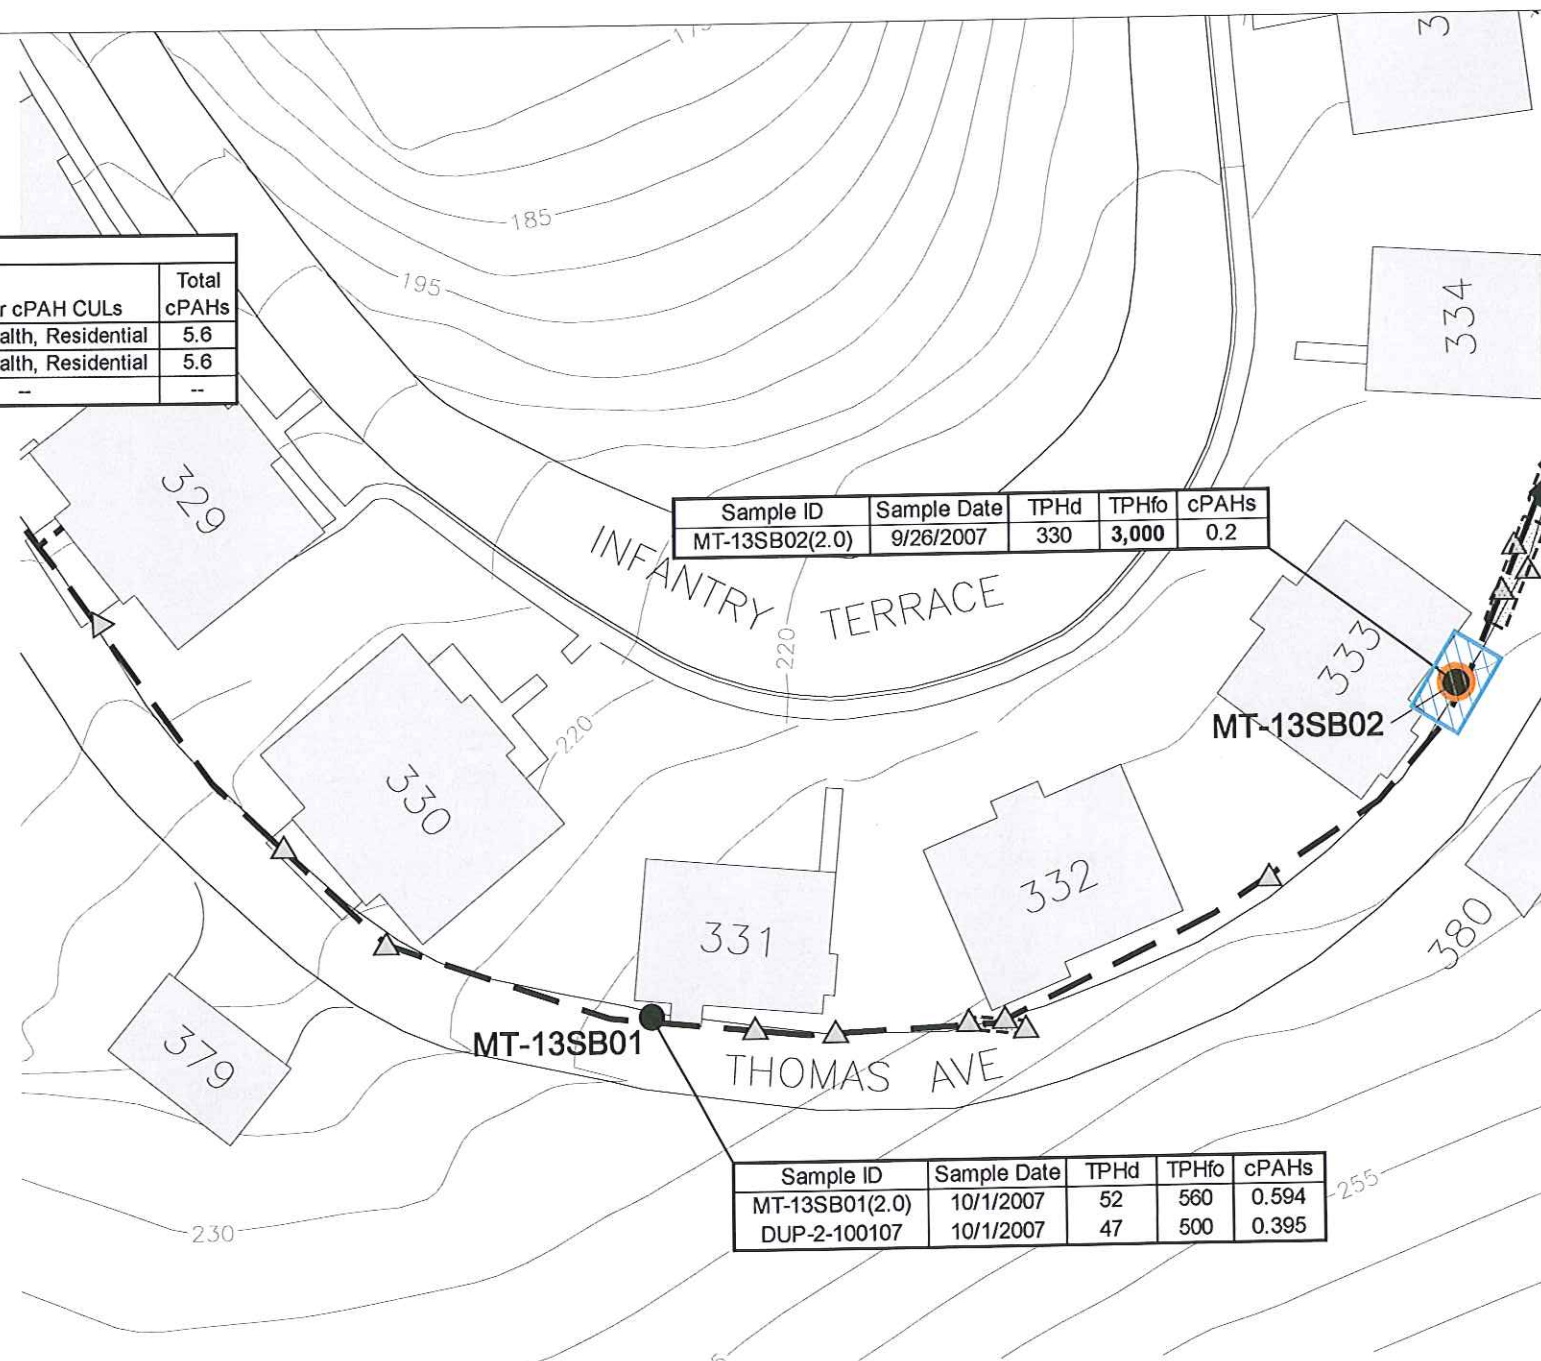 175
3
185
195
Total
r cPAH CULs cPAHs
alth, Residential 5.6
alth, Residential 5.6
-- --
334
329
Sample ID Sample Date TPHd TPHfo cPAHs
MT-13SB02(2.0) 9/26/2007 330 3,000 0.2
INFANTRY TERRACE
220
333
MT-13SB02
220
330
332
331
380
MT-13SB01
379
THOMAS AVE
Sample ID Sample Date TPHd TPHfo cPAHs
MT-13SB01(2.0) 10/1/2007 52 560 0.594
DUP-2-100107 10/1/2007 47 500 0.395
255
230